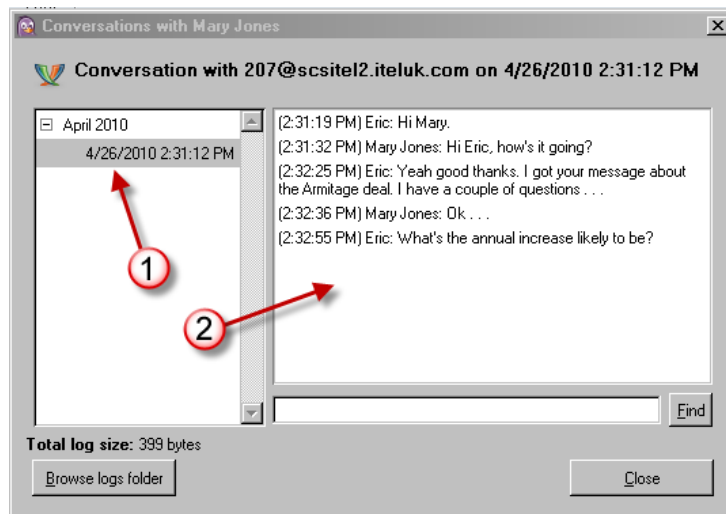 Conversations with Mary Jones
Conversation with 207@scsitel2.iteluk.com on 4/26/2010 2:31:12 PM
April 2010
4/26/2010 2:31:12 PM
(2:31:19 PM) Eric: Hi Mary.
(2:31:32 PM) Mary Jones: Hi Eric, how's it going?
(2:32:25 PM) Eric: Yeah good thanks. I got your message about
the Armitage deal. I have a couple of questions . . .
(2:32:36 PM) Mary Jones: Ok . . .
(2:32:55 PM) Eric: What's the annual increase likely to be?
1
2
Find
Total log size: 399 bytes
Browse logs folder
Close